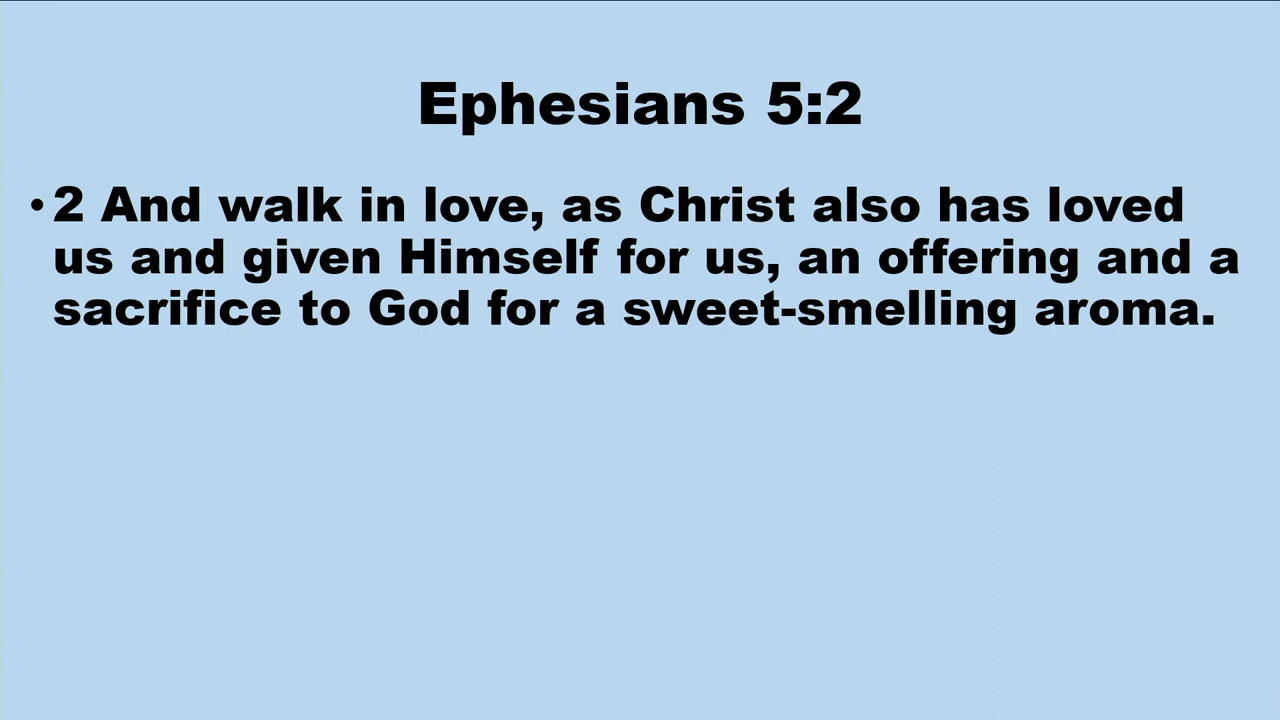 Ephesians 5:2
• 2 And walk in love, as Christ also has loved
us and given Himself for us, an offering and a
sacrifice to God for a sweet-smelling aroma.